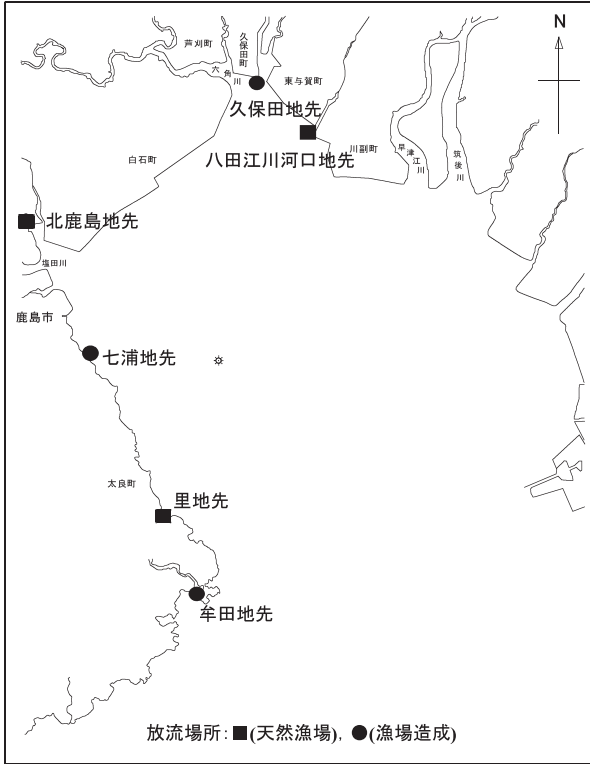 N
芦刈町
久保田町
六角川
東与賀町
久保田地先
八田江川河口地先
川副町
早津江川
筑後川
白石町
北鹿島地先
塩田川
鹿島市
七浦地先
太良町
里地先
牟田地先
放流場所:■(天然漁場), ●(漁場造成)